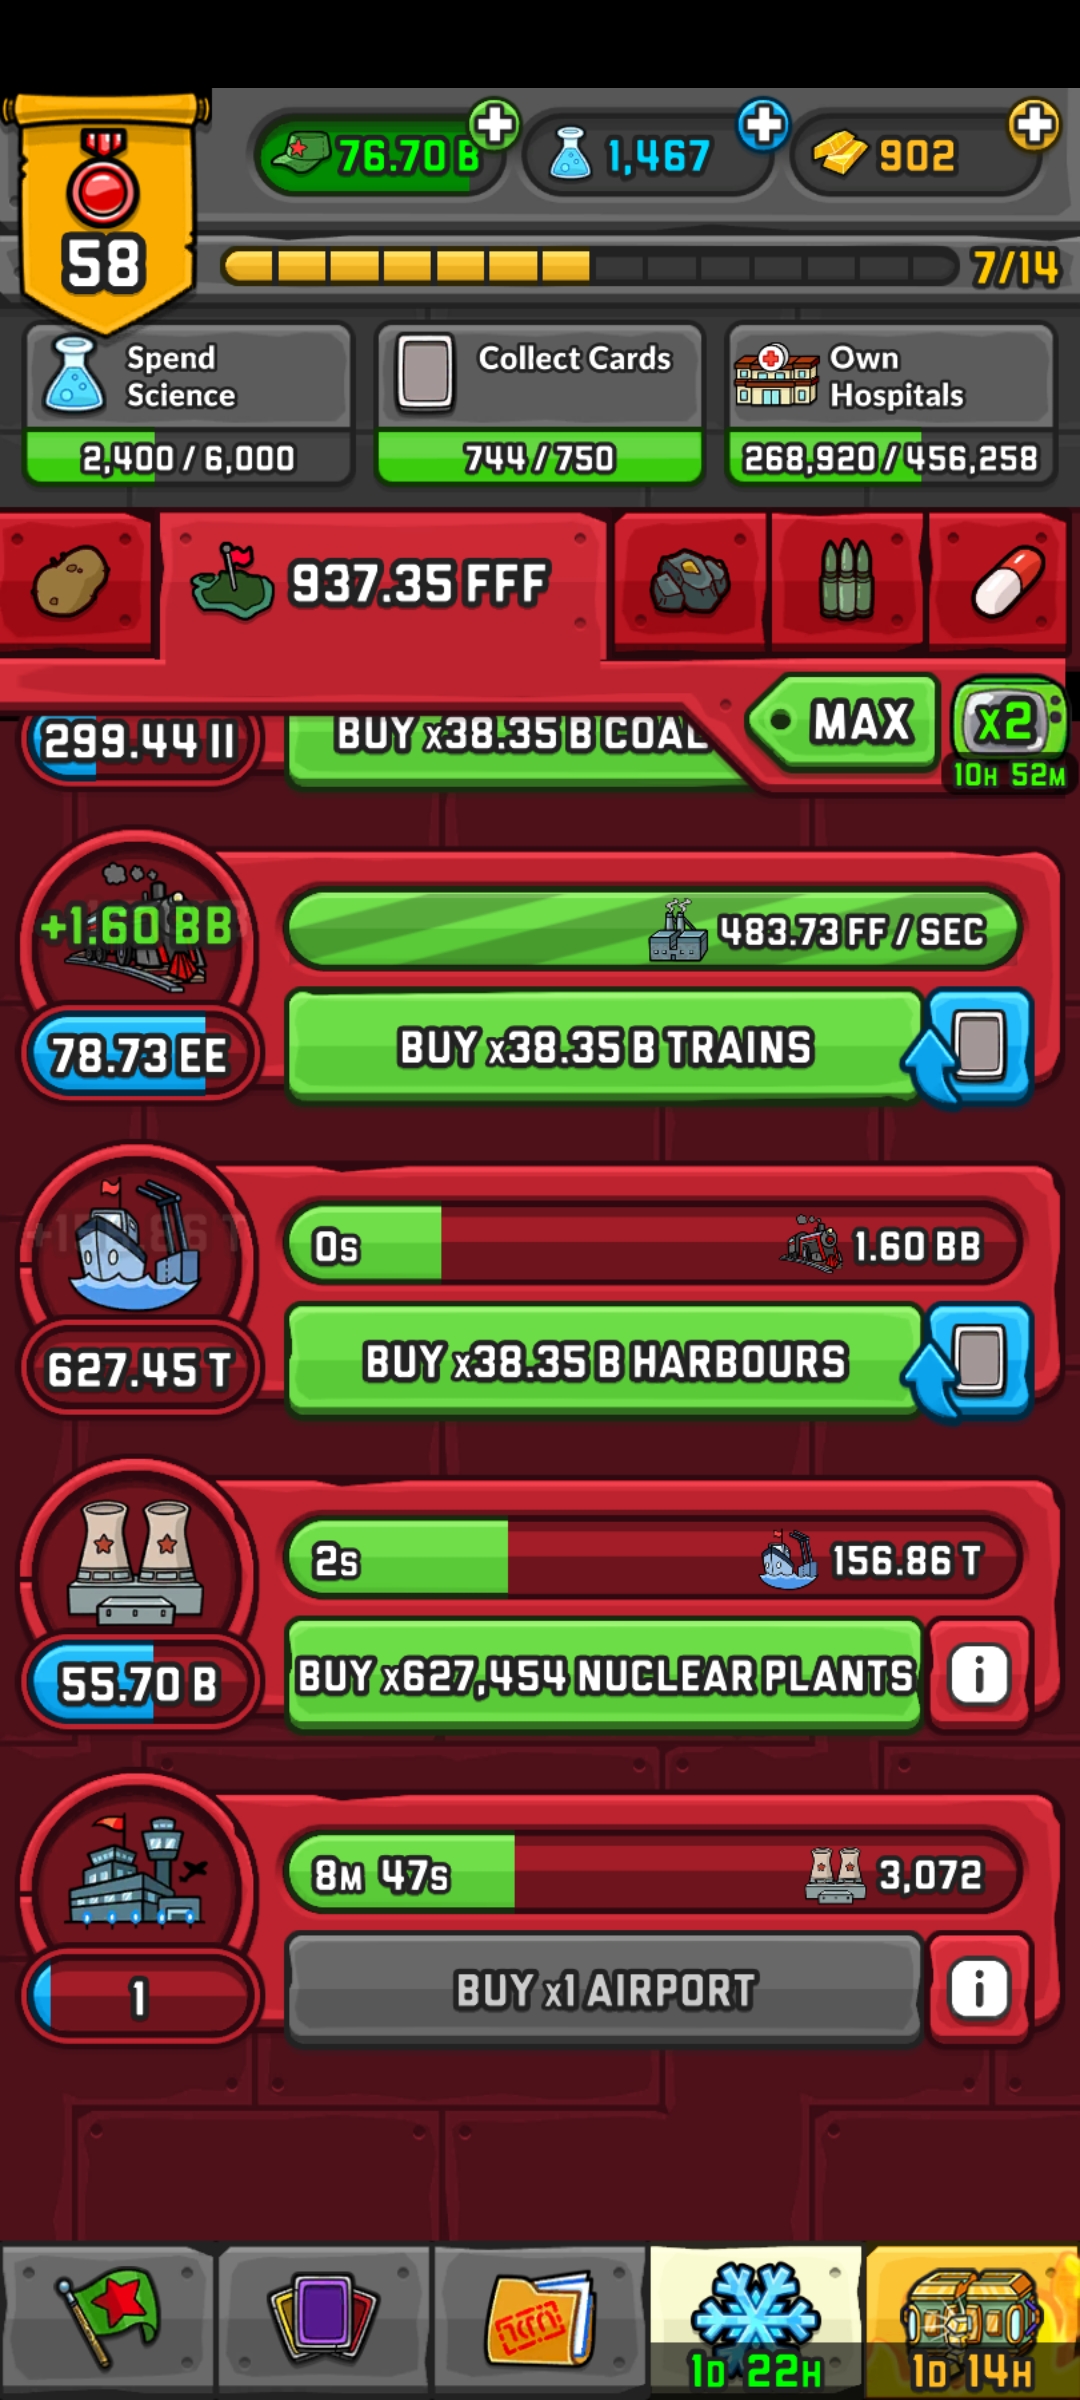 76.70 B
1,467
902
58
7/14
Spend
Science
Collect Cards
Own
Hospitals
2,400 / 6,000
744 / 750
268,920 / 456,258
937.35 FFF
299.44 II
BUY x38.35 B COAL
MAX
x2
10H 52M
+1.60 BB
483.73 FF / SEC
78.73 EE
BUY x38.35 B TRAINS
0s
1.60 BB
627.45 T
BUY x38.35 B HARBOURS
2s
156.86 T
55.70 B
BUY x627,454 NUCLEAR PLANTS
8M 47s
3,072
1
BUY x1 AIRPORT
1D 22H
1D 14H